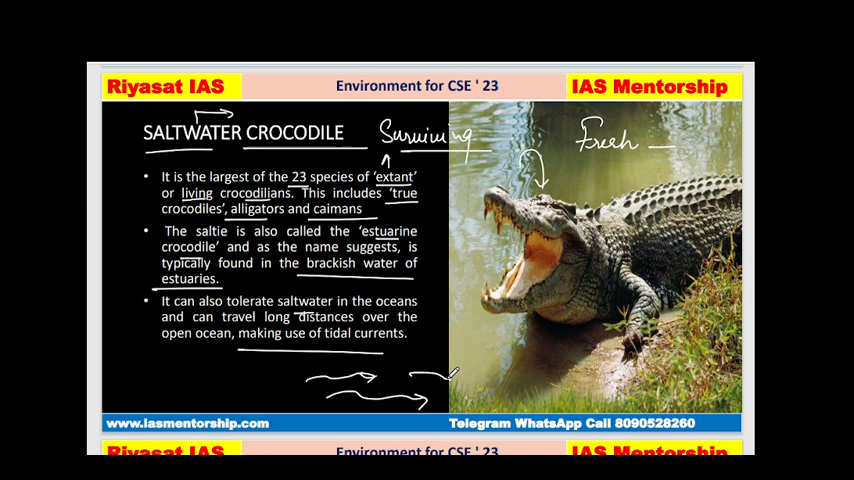 Riyasat IAS
Environment for CSE ' 23
IAS Mentorship
SALTWATER CROCODILE
Surviving
Fresh
• It is the largest of the 23 species of 'extant'
or living crocodilians. This includes 'true
crocodiles', alligators and caimans
• The saltie is also called the 'estuarine
crocodile' and as the name suggests, is
typically found in the brackish water of
estuaries.
• It can also tolerate saltwater in the oceans
and can travel long distances over the
open ocean, making use of tidal currents.
www.iasmentorship.com
Telegram WhatsApp Call 8090528260
Riyasat IAS
Environment for CSE ' 23
IAS Mentorship